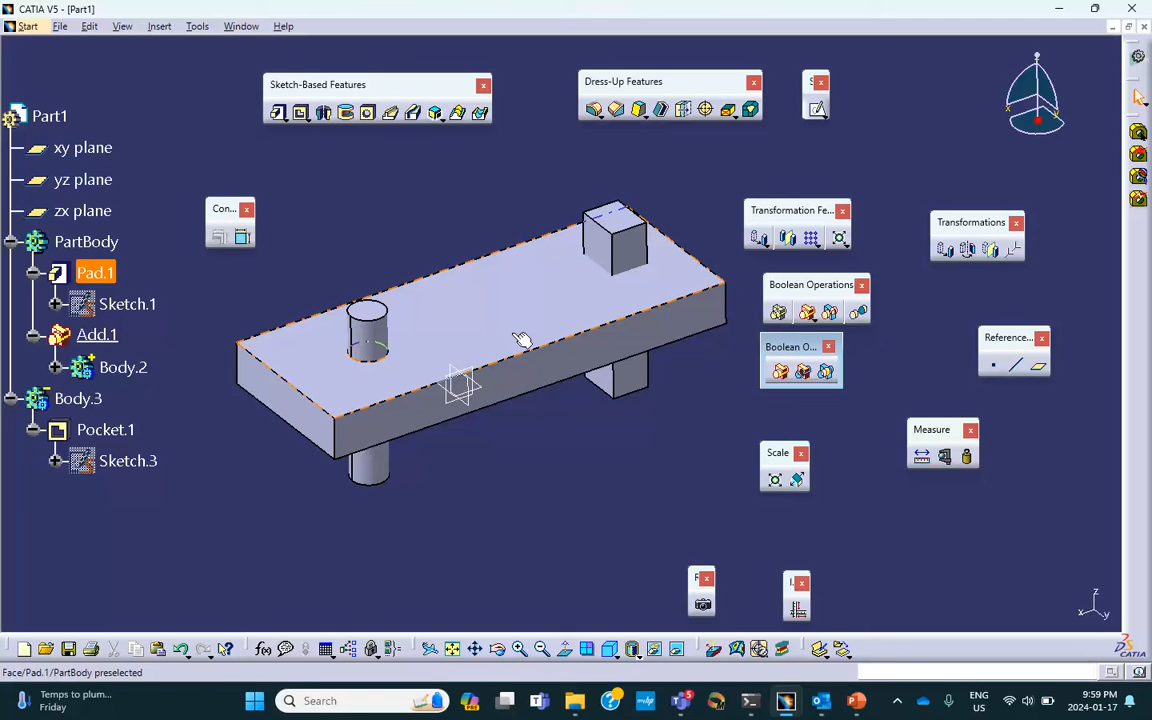 CATIA V5 - [Part1]
Start File Edit View Insert Tools Window Help
Sketch-Based Features
Dress-Up Features
Part1
xy plane
yz plane
zx plane
PartBody
Pad.1
Sketch.1
Add.1
Body.2
Body.3
Pocket.1
Sketch.3
Con...
Transformation Fe...
Transformations
Boolean Operations
Boolean O...
Reference...
Measure
Scale
z
x
y
CATIA
Face/Pad.1/PartBody preselected
Temps to plum...
Friday
Search
5
ENG
US
9:59 PM
2024-01-17